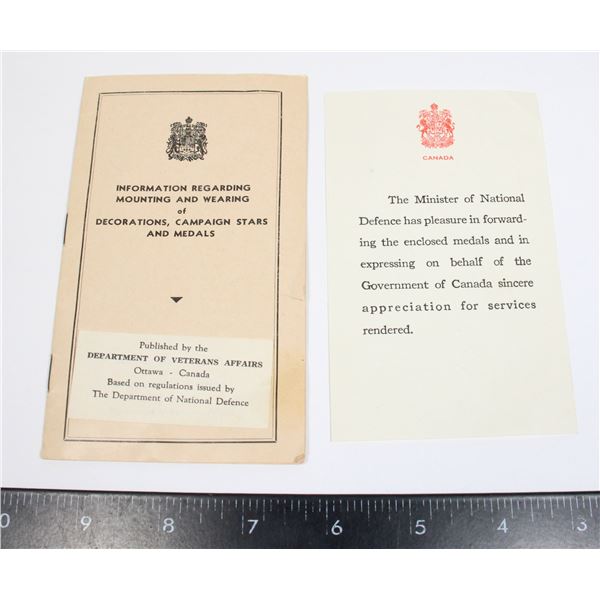 INFORMATION REGARDING
MOUNTING AND WEARING
of
DECORATIONS, CAMPAIGN STARS
AND MEDALS
Published by the
DEPARTMENT OF VETERANS AFFAIRS
Ottawa - Canada
Based on regulations issued by
The Department of National Defence
CANADA
The Minister of National
Defence has pleasure in forward-
ing the enclosed medals and in
expressing on behalf of the
Government of Canada sincere
appreciation for services
rendered.
0 9 8 7 6 5 4 3